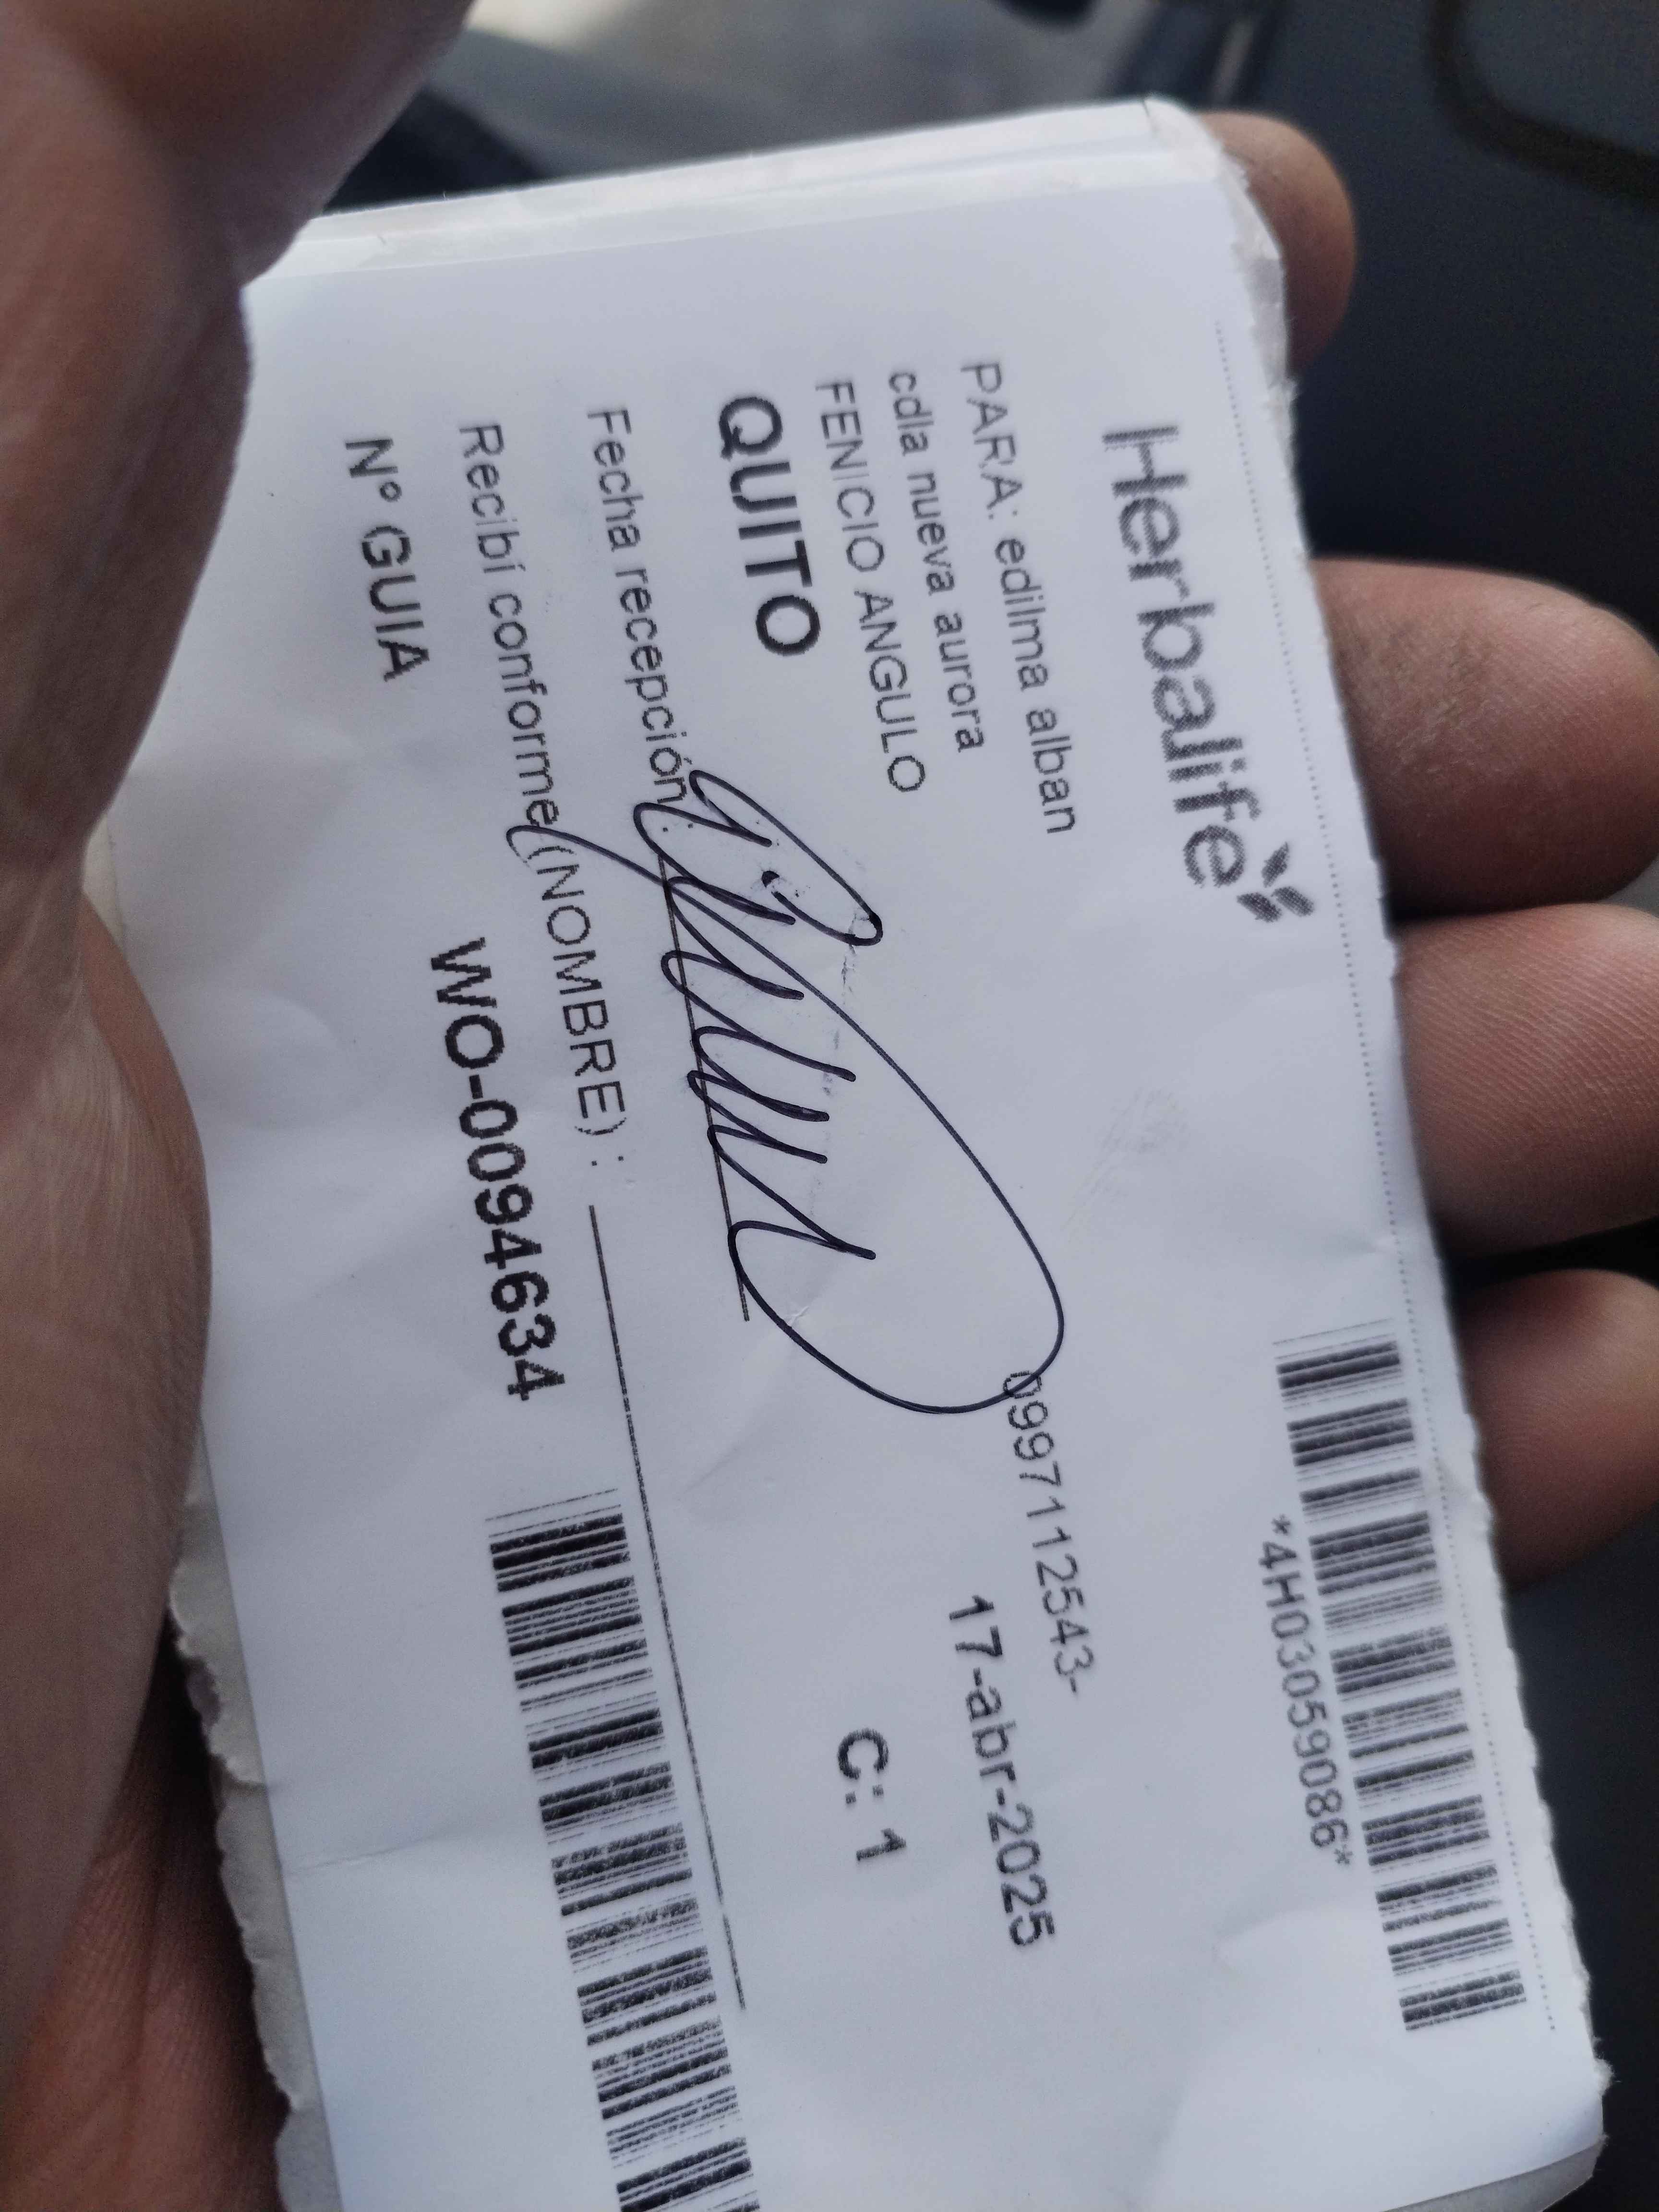 Herbalife
*4H03059086*
PARA: edilma alban
0997112543-
cdla nueva aurora
17-abr-2025
FENICIO ANGULO
QUITO
C: 1
Fecha recepción:
Recibí conforme (NOMBRE) :
Nº GUIA
WO-0094634